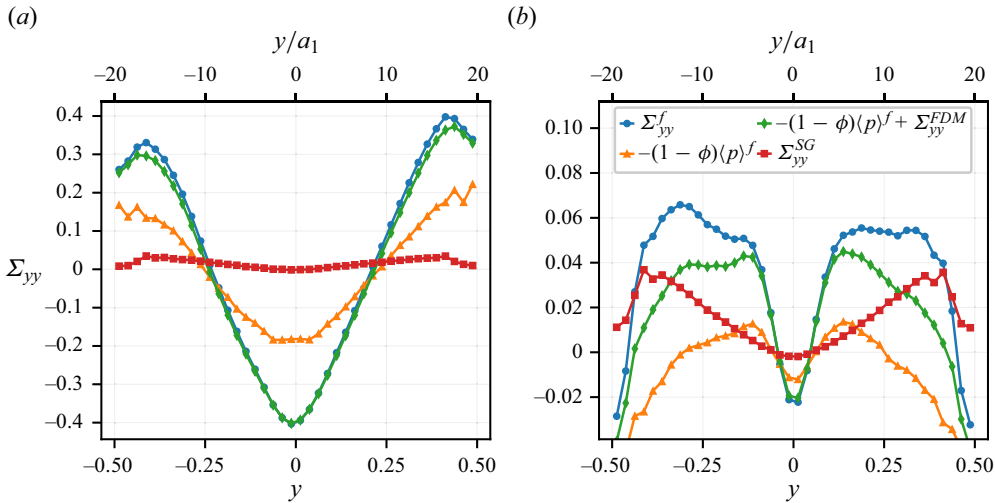 (a)
y/a1
−20 −10 0 10 20
0.4
0.3
0.2
0.1
Σyy 0
−0.1
−0.2
−0.3
−0.4
−0.50 −0.25 0 0.25 0.50
y
(b)
y/a1
−20 −10 0 10 20
Σ^f_yy −(1 − ϕ)⟨p⟩^f + Σ^FDM_yy
−(1 − ϕ)⟨p⟩^f Σ^SG_yy
0.10
0.08
0.06
0.04
0.02
0
−0.02
−0.50 −0.25 0 0.25 0.50
y